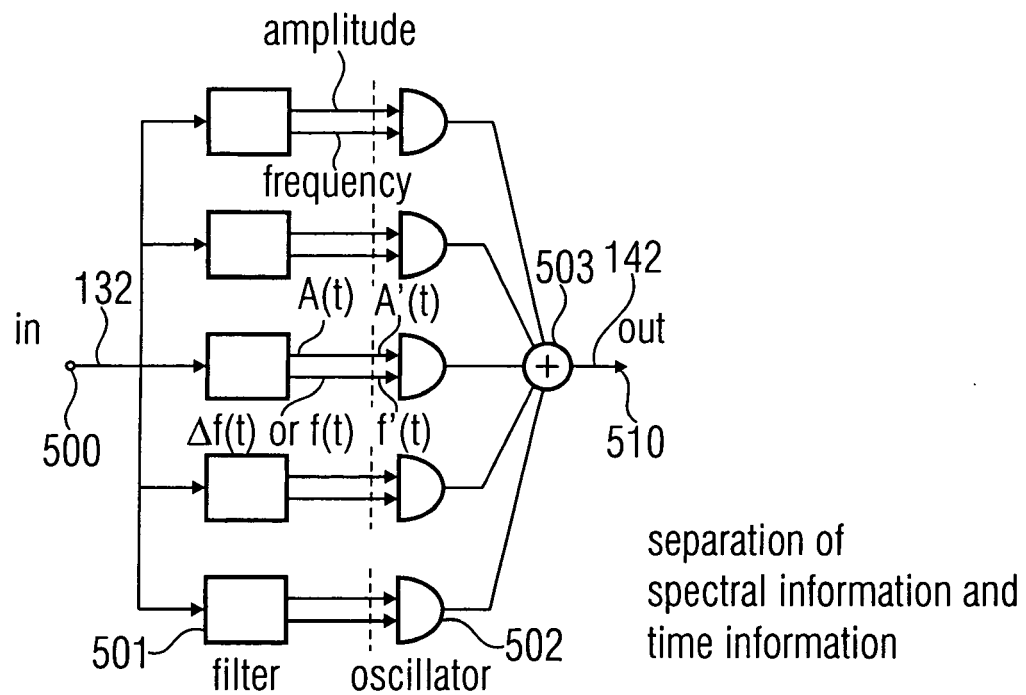 amplitude
frequency
503
142
132
A(t)
A'(t)
in
out
+
500
Δf(t)
or f(t)
f'(t)
510
separation of
spectral information and
time information
501
502
filter
oscillator